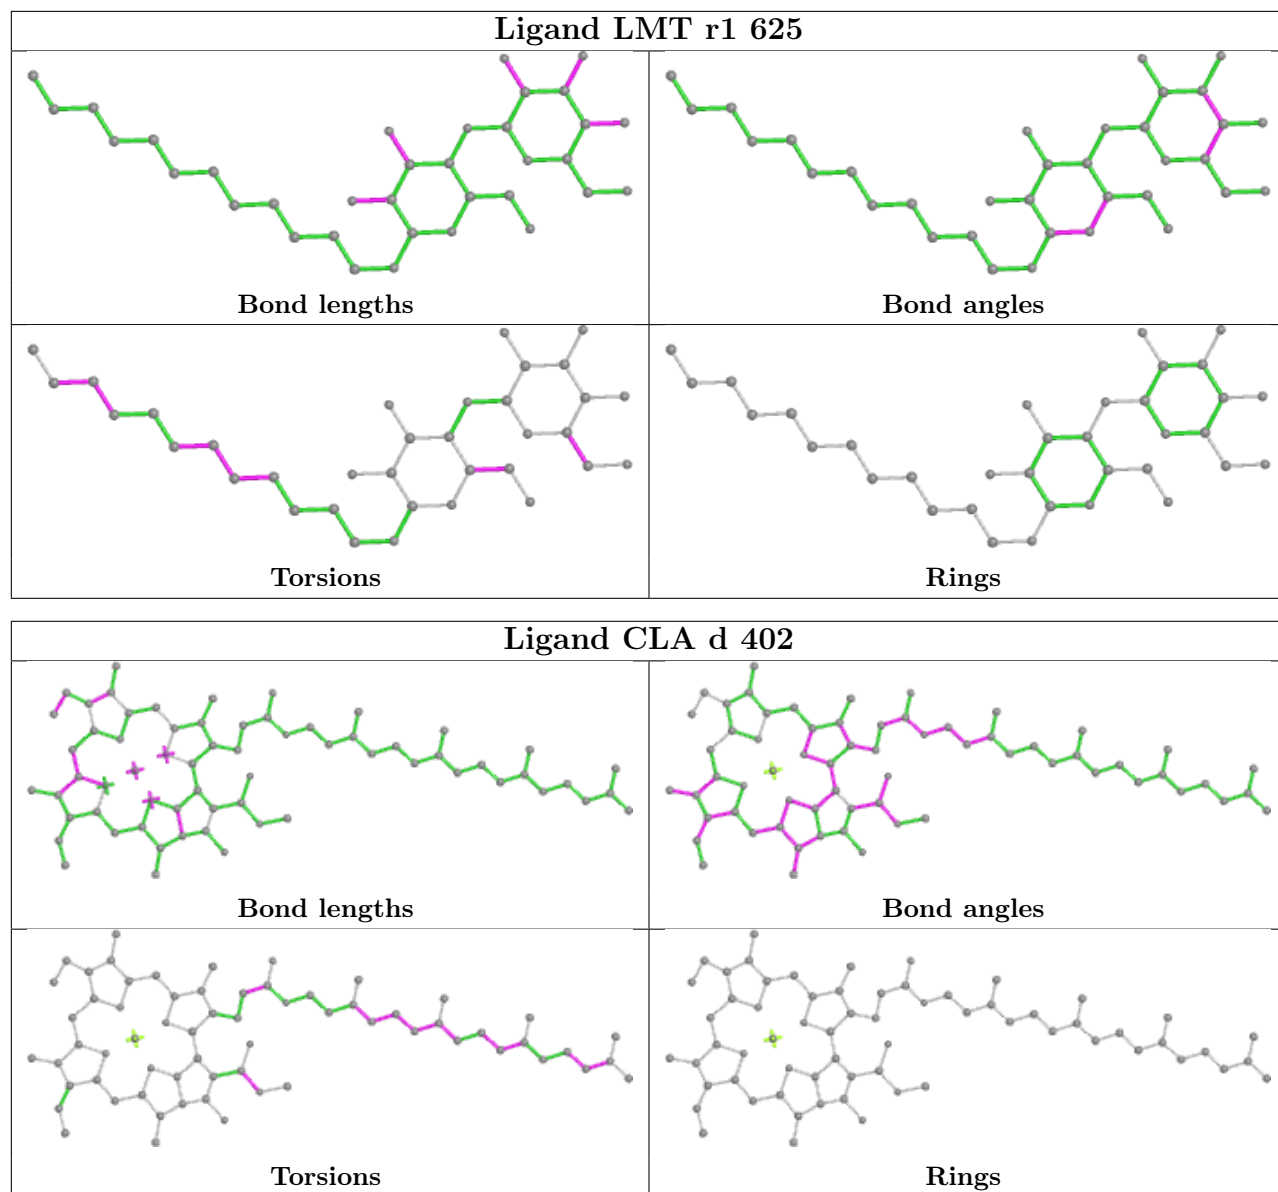 Ligand LMT r1 625
Bond lengths
Bond angles
Torsions
Rings
Ligand CLA d 402
Bond lengths
Bond angles
Torsions
Rings